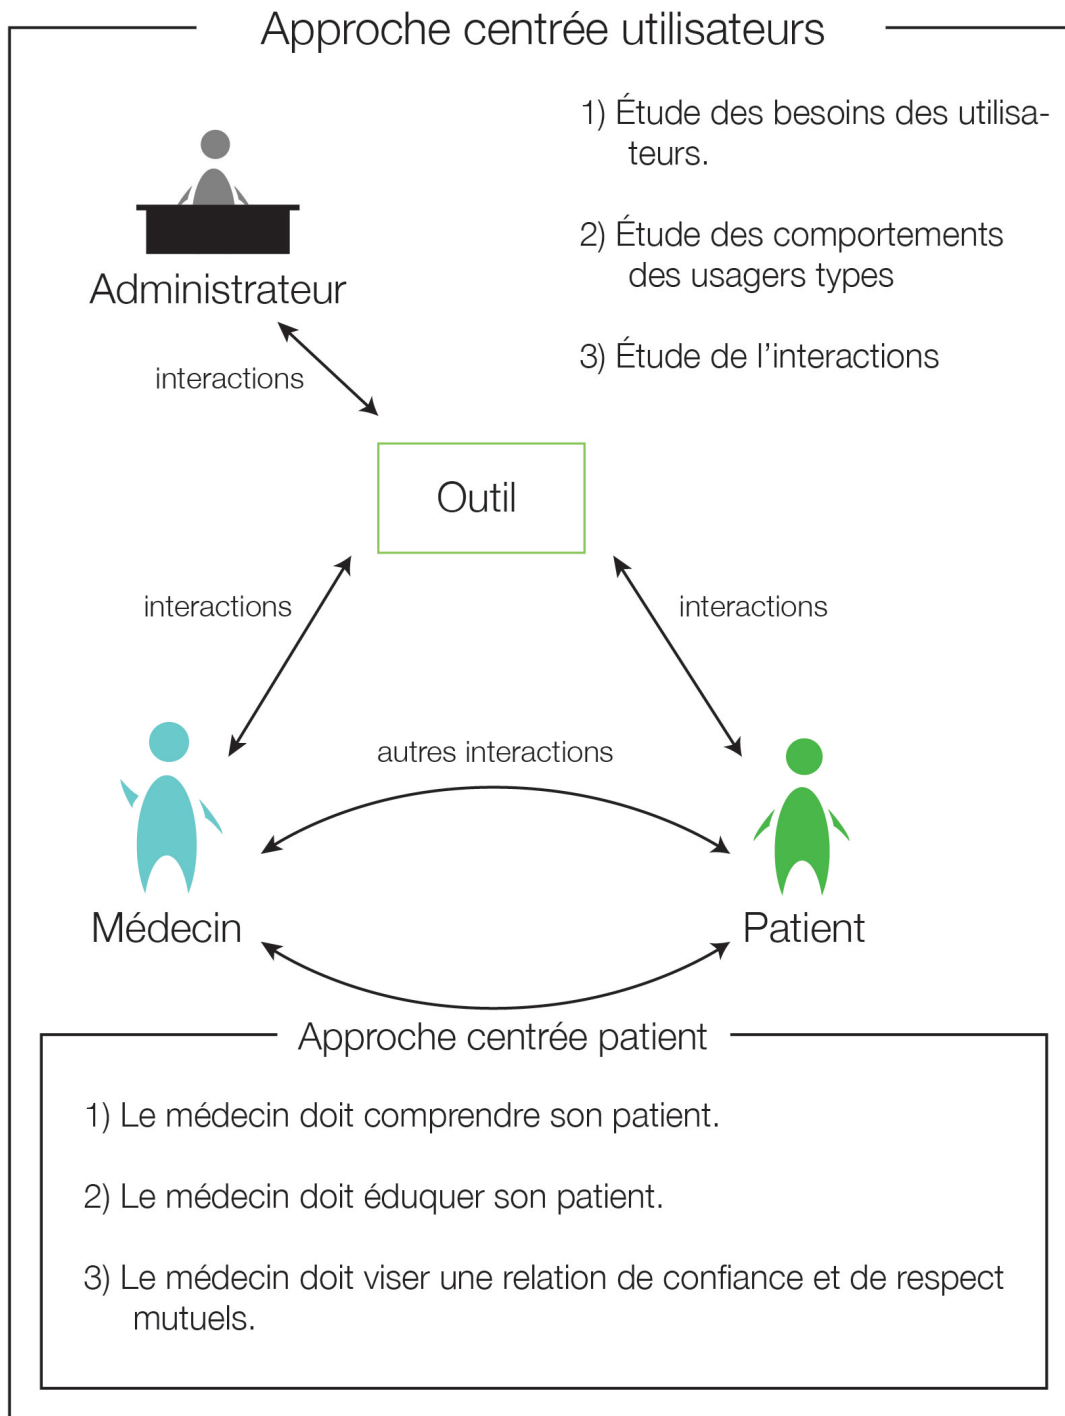 Approche centrée utilisateurs
1) Étude des besoins des utilisa-
teurs.
2) Étude des comportements
des usagers types
3) Étude de l’interactions
Administrateur
interactions
Outil
interactions
interactions
autres interactions
Médecin
Patient
Approche centrée patient
1) Le médecin doit comprendre son patient.
2) Le médecin doit éduquer son patient.
3) Le médecin doit viser une relation de confiance et de respect
mutuels.